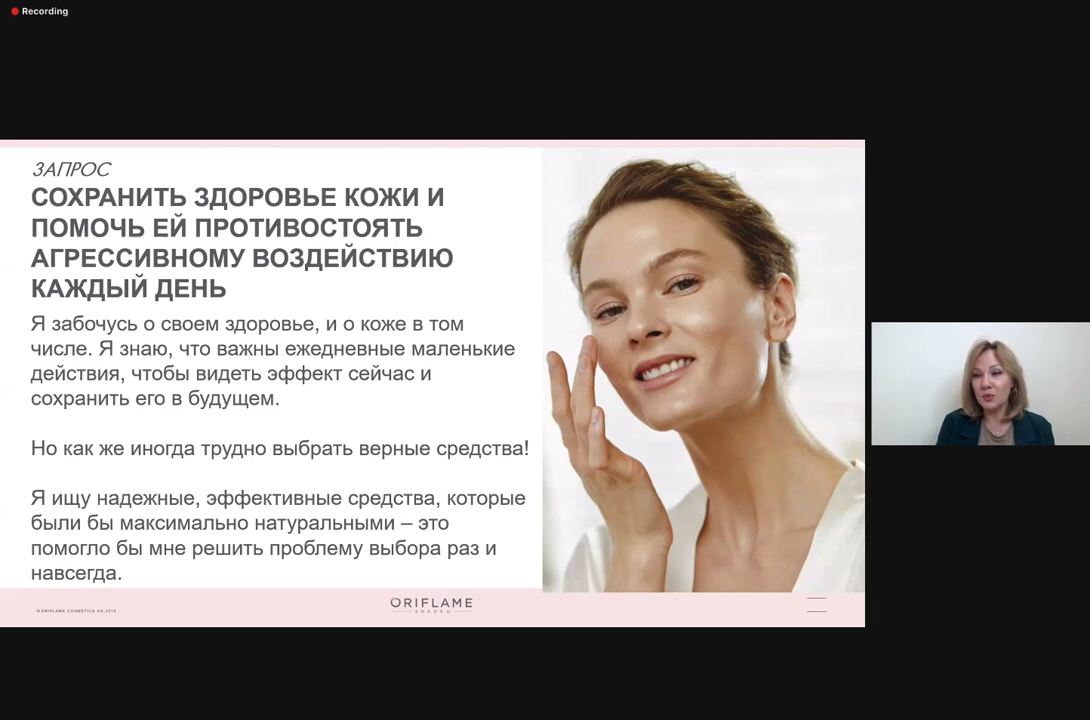 Recording
ЗАПРОС
СОХРАНИТЬ ЗДОРОВЬЕ КОЖИ И
ПОМОЧЬ ЕЙ ПРОТИВОСТОЯТЬ
АГРЕССИВНОМУ ВОЗДЕЙСТВИЮ
КАЖДЫЙ ДЕНЬ
Я забочусь о своем здоровье, и о коже в том
числе. Я знаю, что важны ежедневные маленькие
действия, чтобы видеть эффект сейчас и
сохранить его в будущем.
Но как же иногда трудно выбрать верные средства!
Я ищу надежные, эффективные средства, которые
были бы максимально натуральными – это
помогло бы мне решить проблему выбора раз и
навсегда.
ORIFLAME
SWEDEN